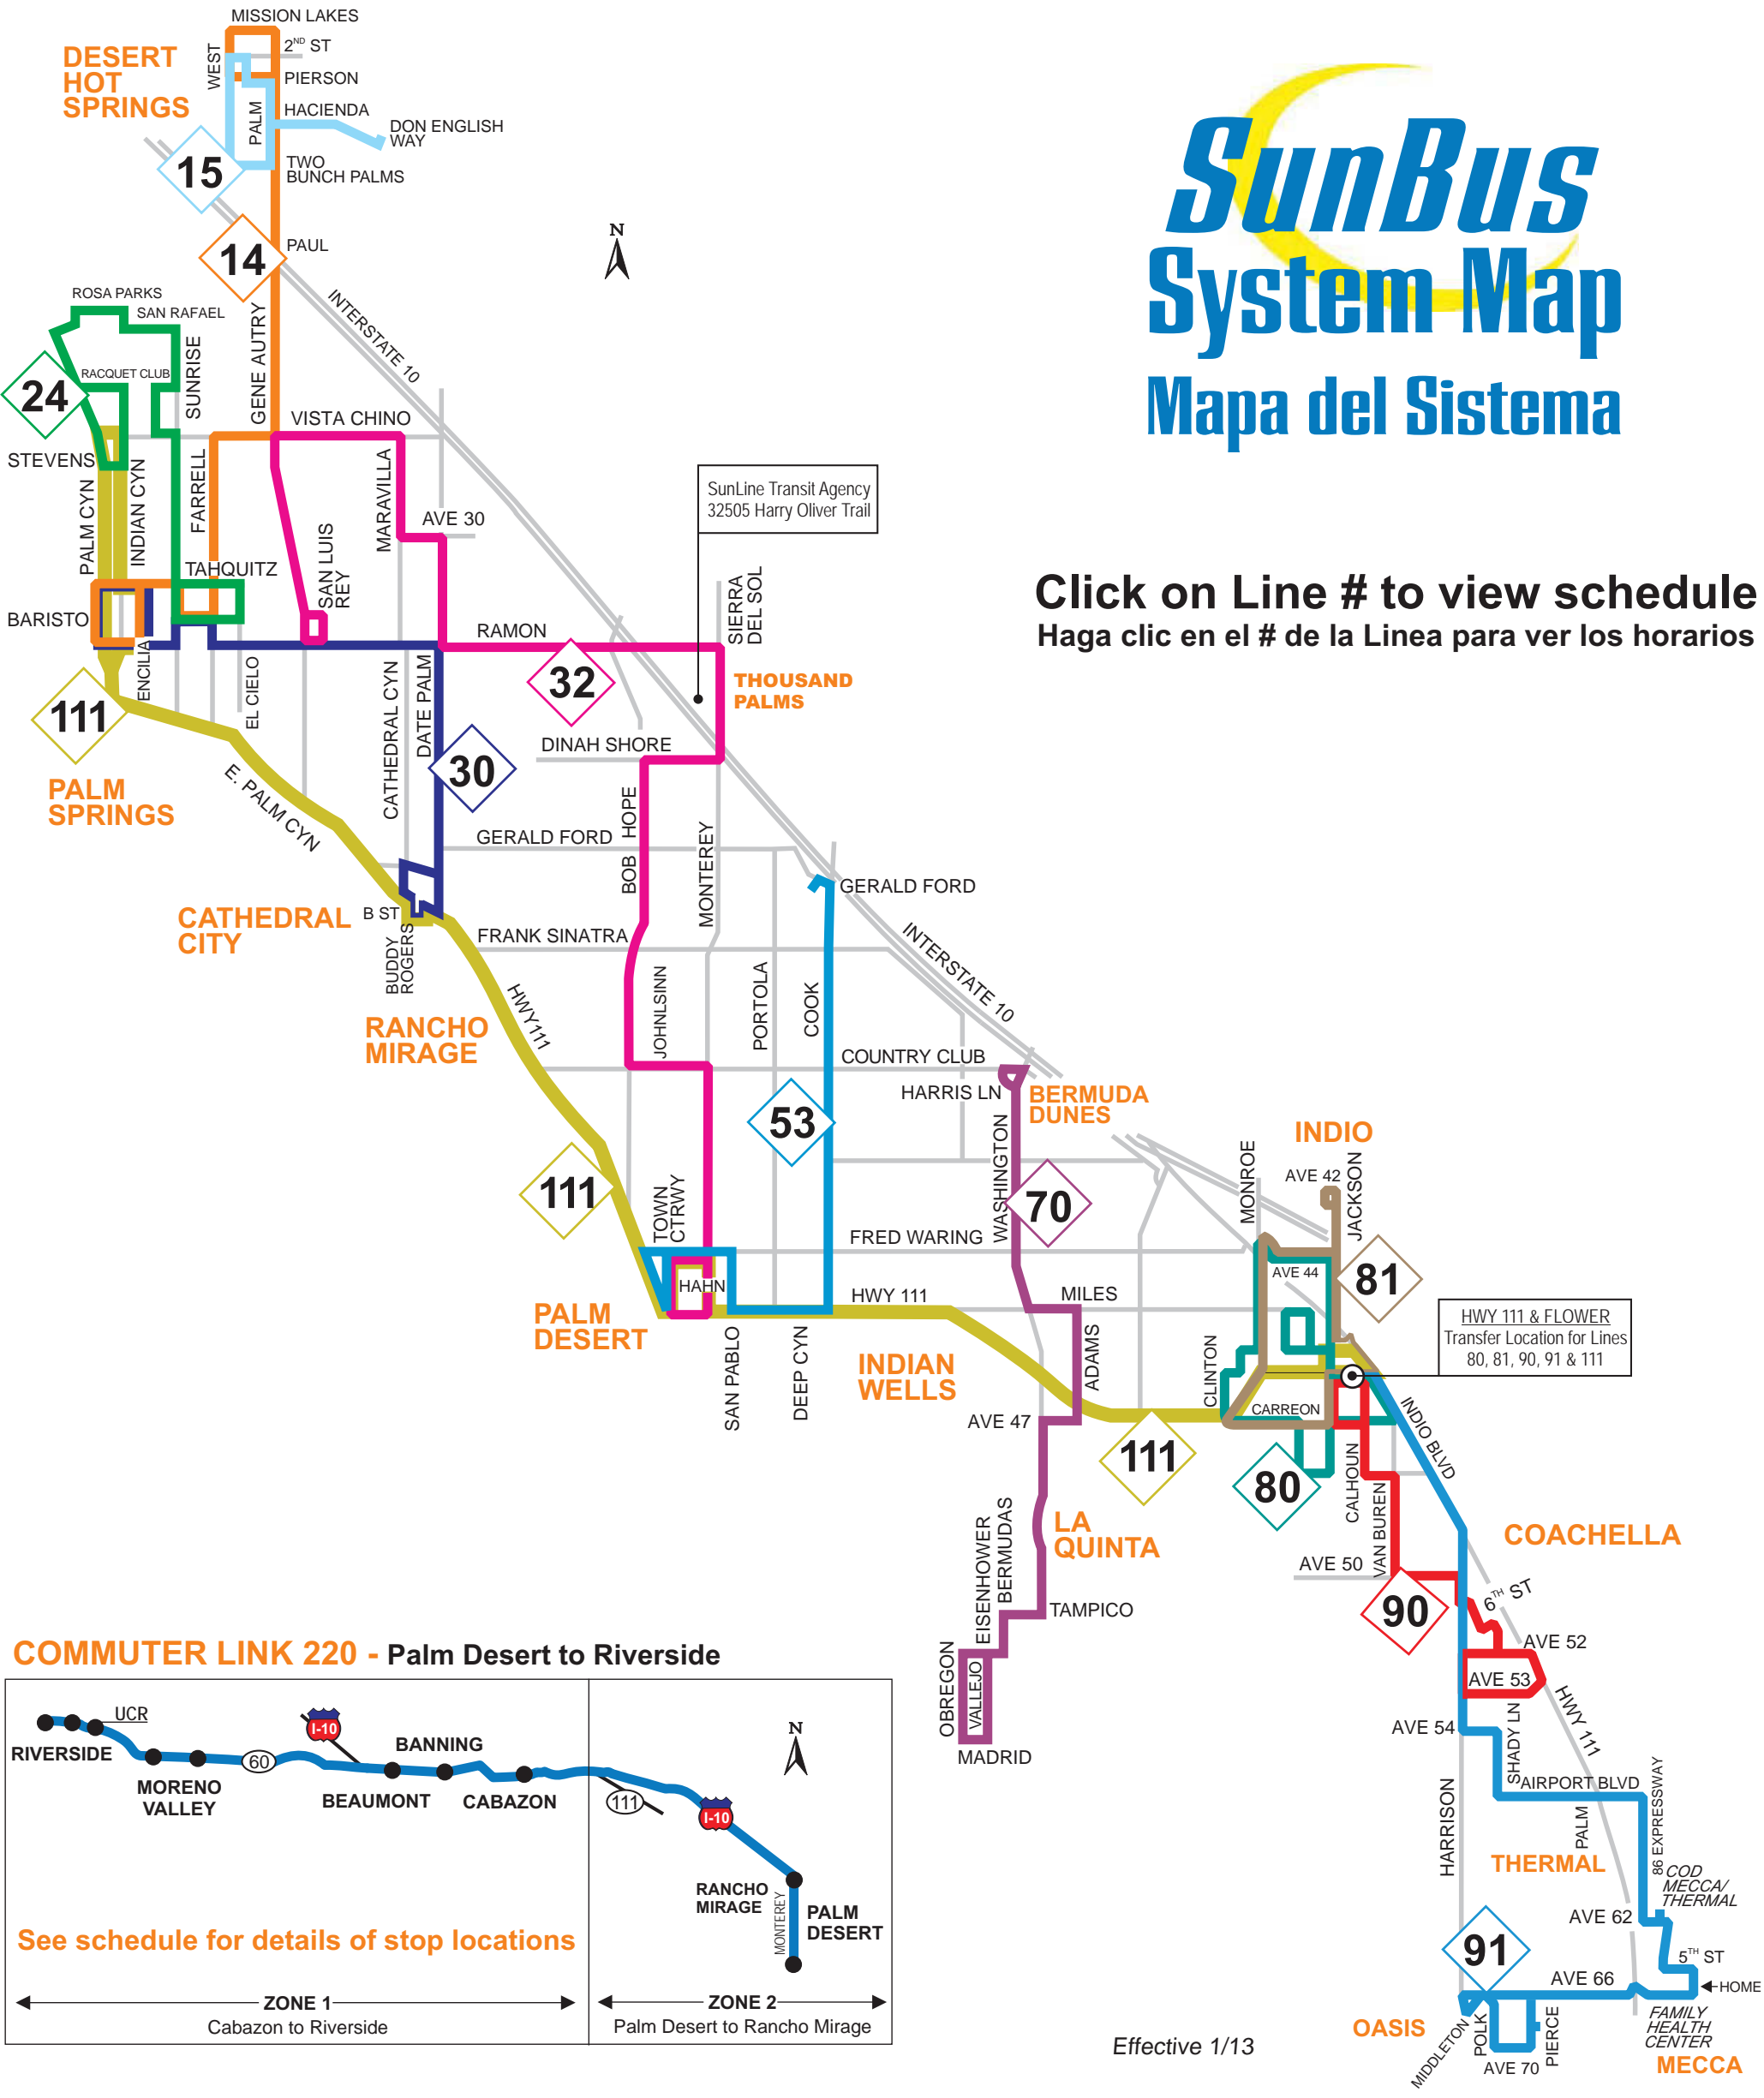 MISSION LAKES
2ND ST
DESERT
HOT
SPRINGS
WEST
PIERSON
PALM
HACIENDA
DON ENGLISH
WAY
15
TWO
BUNCH PALMS
14
PAUL
N
SunBus
System Map
Mapa del Sistema
Click on Line # to view schedule
Haga clic en el # de la Linea para ver los horarios
ROSA PARKS
SAN RAFAEL
RACQUET CLUB
SUNRISE
GENE AUTRY
INTERSTATE 10
24
VISTA CHINO
STEVENS
PALM CYN
INDIAN CYN
FARRELL
MARAVILLA
AVE 30
SunLine Transit Agency
32505 Harry Oliver Trail
SAN LUIS
REY
TAHQUITZ
BARISTO
ENCILIA
EL CIELO
RAMON
SIERRA
DEL SOL
32
THOUSAND
PALMS
111
CATHEDRAL CYN
DATE PALM
30
DINAH SHORE
PALM
SPRINGS
E. PALM CYN
BOB HOPE
MONTEREY
GERALD FORD
GERALD FORD
CATHEDRAL
CITY
B ST
BUDDY
ROGERS
FRANK SINATRA
INTERSTATE 10
HWY111
RANCHO
MIRAGE
JOHNLSINN
PORTOLA
COOK
COUNTRY CLUB
HARRIS LN
BERMUDA
DUNES
53
WASHINGTON
70
111
TOWN
CTRWY
FRED WARING
HAHN
HWY 111
MILES
PALM
DESERT
SAN PABLO
DEEP CYN
INDIAN
WELLS
ADAMS
AVE 47
INDIO
MONROE
AVE 42
JACKSON
AVE 44
81
HWY 111 & FLOWER
Transfer Location for Lines
80, 81, 90, 91 & 111
CLINTON
CARREON
INDIO BLVD
111
80
CALHOUN
VAN BUREN
LA
QUINTA
EISENHOWER
BERMUDAS
TAMPICO
OBREGON
VALLEJO
MADRID
COACHELLA
AVE 50
90
6TH ST
AVE 52
AVE 53
HWY 111
AVE 54
SHADY LN
AIRPORT BLVD
HARRISON
PALM
86 EXPRESSWAY
THERMAL
COD
MECCA/
THERMAL
AVE 62
91
5TH ST
AVE 66
HOME
OASIS
MIDDLETON
POLK
PIERCE
AVE 70
FAMILY
HEALTH
CENTER
MECCA
COMMUTER LINK 220 - Palm Desert to Riverside
UCR
RIVERSIDE
MORENO
VALLEY
60
I-10
BANNING
BEAUMONT
CABAZON
111
I-10
N
RANCHO
MIRAGE
MONTEREY
PALM
DESERT
See schedule for details of stop locations
ZONE 1
Cabazon to Riverside
ZONE 2
Palm Desert to Rancho Mirage
Effective 1/13